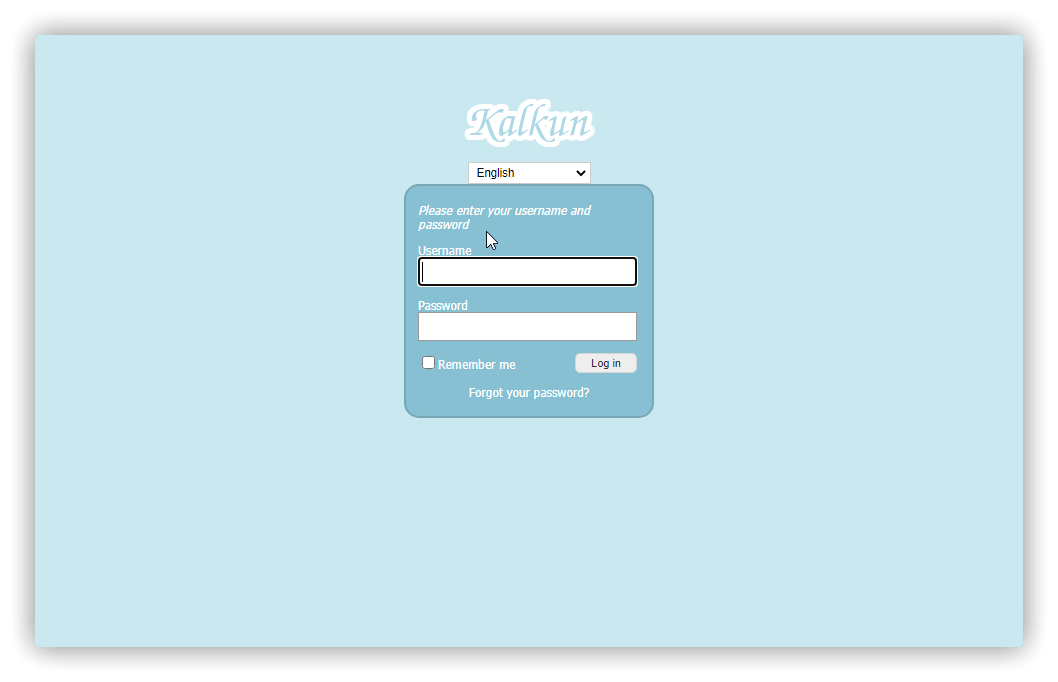 Kalkun
English
Please enter your username and
password
Username
Password
Remember me
Log in
Forgot your password?